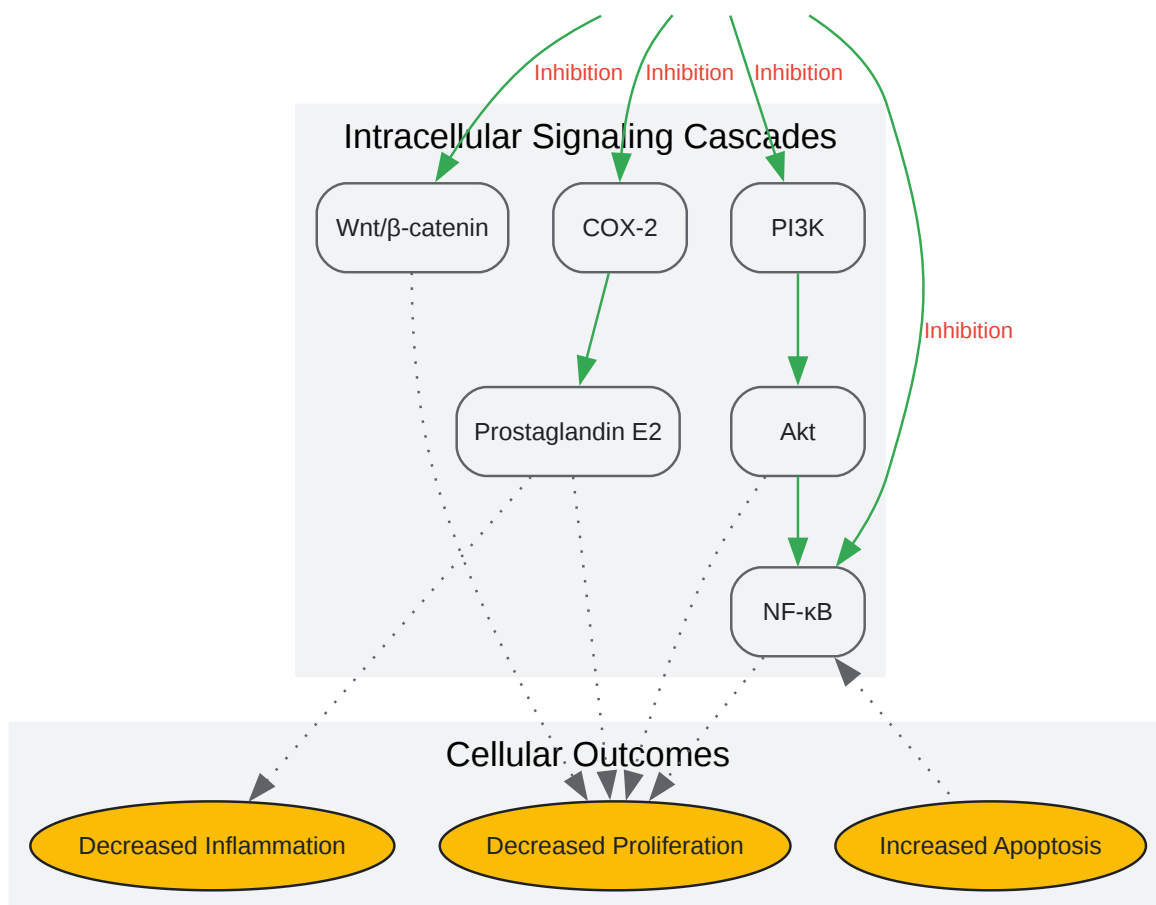 Inhibition
Inhibition
Inhibition
Intracellular Signaling Cascades
Wnt/β-catenin
COX-2
PI3K
Inhibition
Prostaglandin E2
Akt
NF-κB
Cellular Outcomes
Decreased Inflammation
Decreased Proliferation
Increased Apoptosis